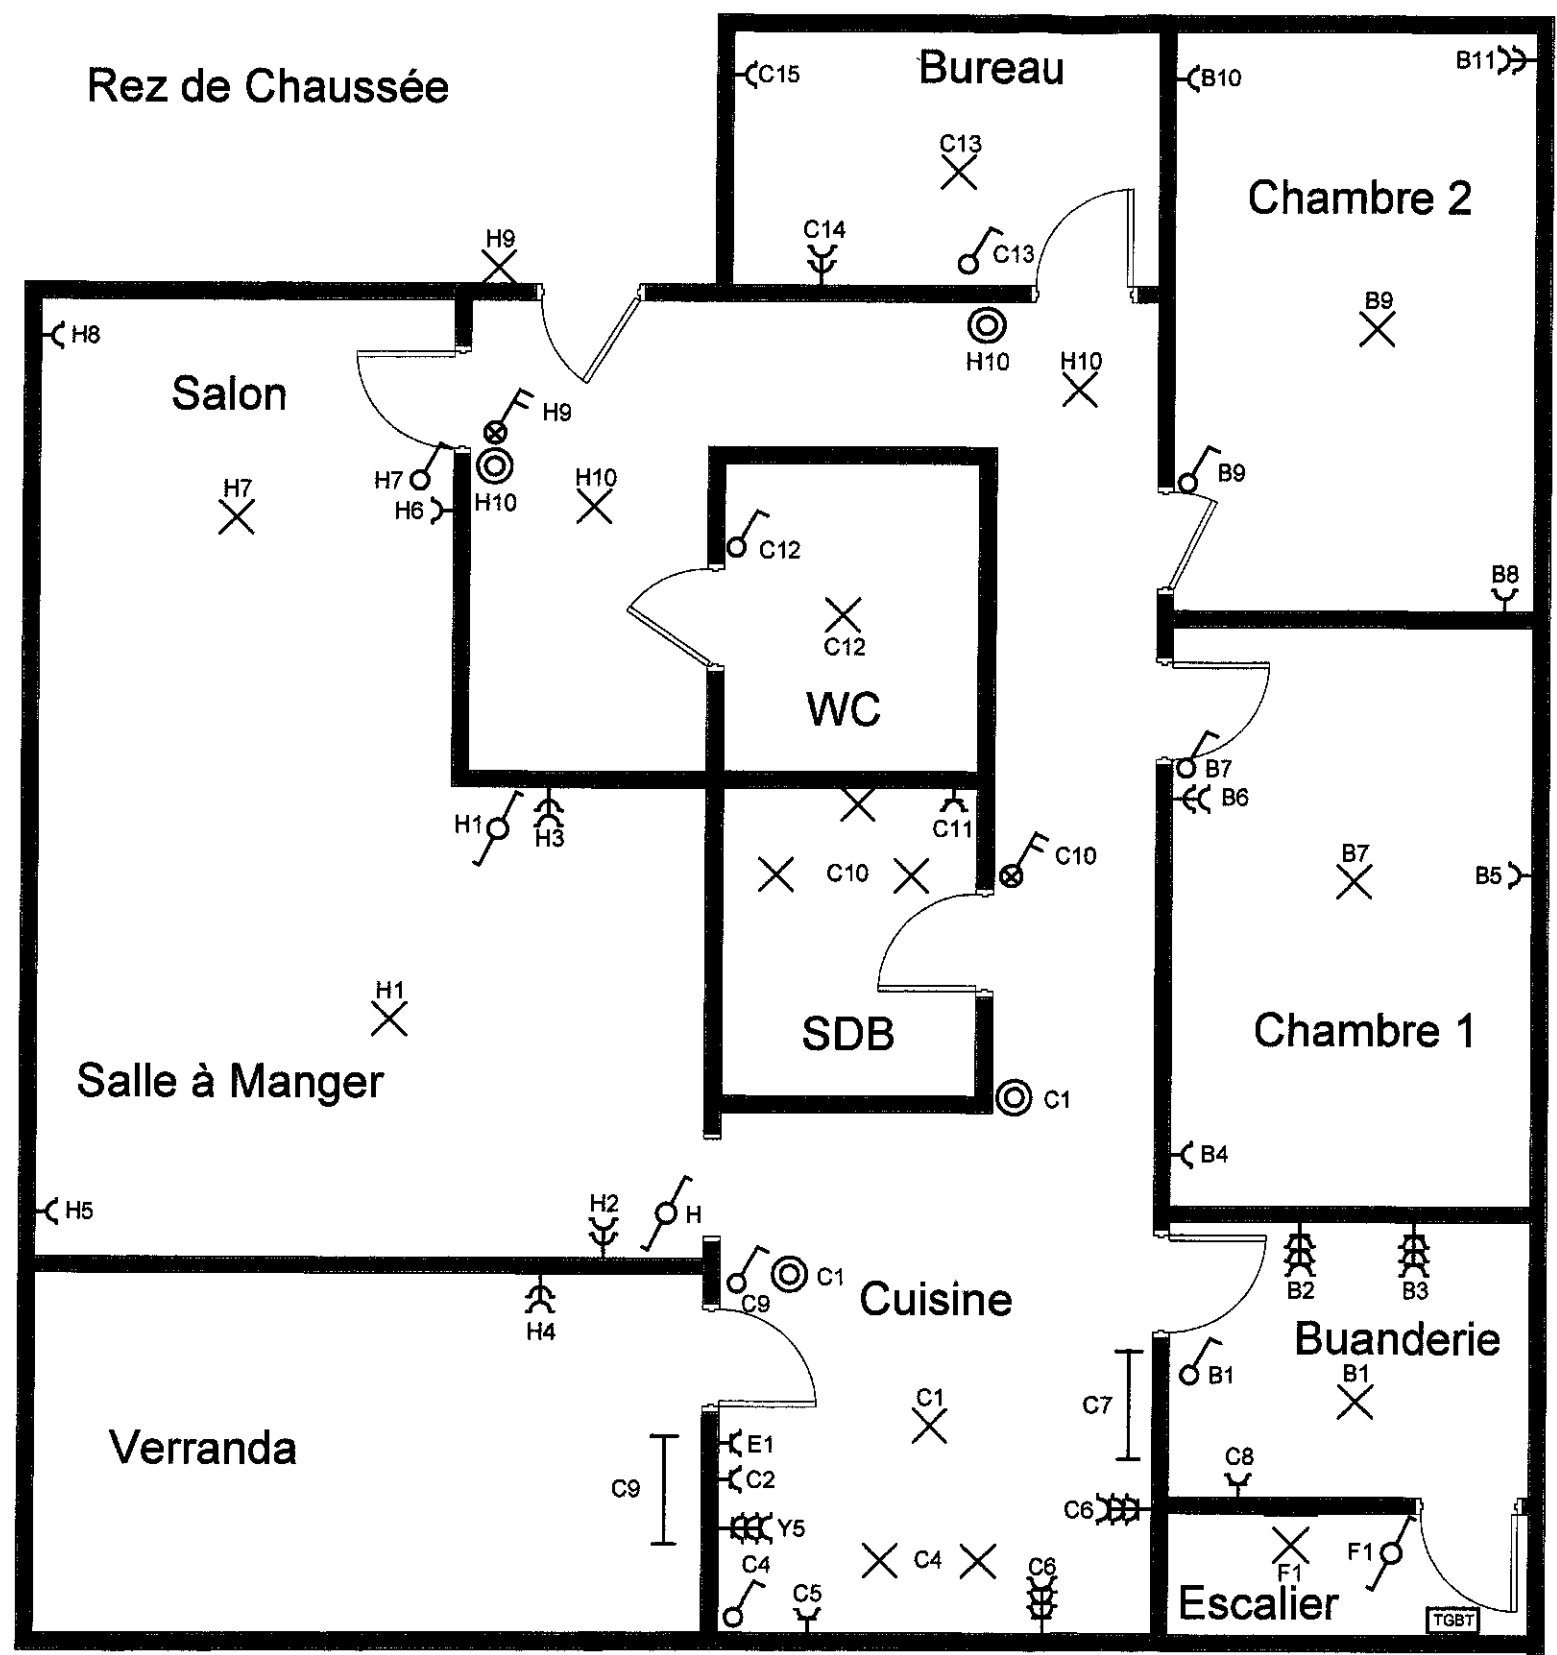 Rez de Chaussée
Bureau
C15
C13
C14
C13
B10
B11
Chambre 2
B9
B9
B8
H9
H8
Salon
H7
H7
H6
H9
H10
H10
H10
H10
C12
C12
WC
H1
H3
C11
C10
C10
SDB
C1
B7
B6
B7
B5
Chambre 1
B4
H1
Salle à Manger
H5
H2
H
H4
Verranda
C9
C9
C1
Cuisine
C1
C7
E1
C2
Y5
C4
C4
C5
C6
C6
B2
B3
Buanderie
B1
B1
C8
F1
F1
Escalier
TGBT